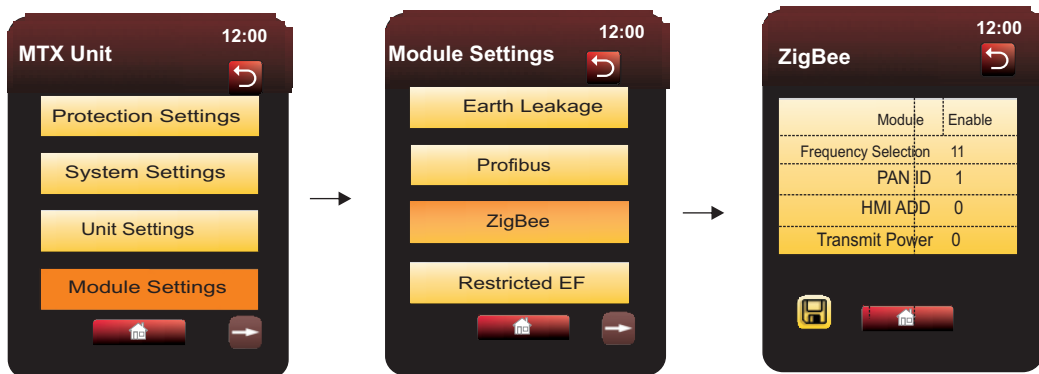 12:00
MTX Unit
Protection Settings
System Settings
Unit Settings
Module Settings
12:00
Module Settings
Earth Leakage
Profibus
ZigBee
Restricted EF
12:00
ZigBee
Module Enable
Frequency Selection 11
PAN ID 1
HMI ADD 0
Transmit Power 0